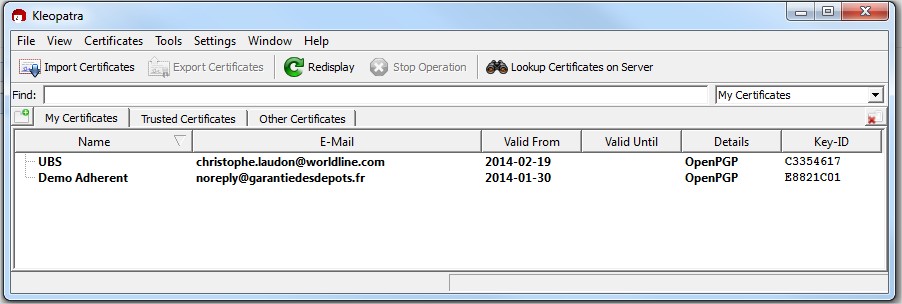 Kleopatra
File View Certificates Tools Settings Window Help
Import Certificates Export Certificates Redisplay Stop Operation Lookup Certificates on Server
Find: My Certificates
My Certificates Trusted Certificates Other Certificates
Name E-Mail Valid From Valid Until Details Key-ID
UBS christophe.laudon@worldline.com 2014-02-19 OpenPGP C3354617
Demo Adherent noreply@garantiedesdepots.fr 2014-01-30 OpenPGP E8821C01